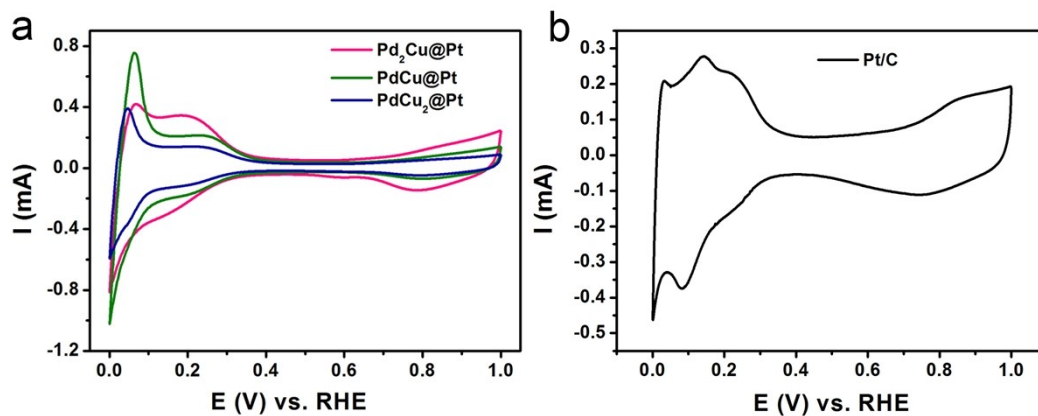 a
Pd₂Cu@Pt
PdCu@Pt
PdCu₂@Pt
0.8
0.4
0.0
-0.4
-0.8
-1.2
I (mA)
0.0 0.2 0.4 0.6 0.8 1.0
E (V) vs. RHE
b
Pt/C
0.3
0.2
0.1
0.0
-0.1
-0.2
-0.3
-0.4
-0.5
I (mA)
0.0 0.2 0.4 0.6 0.8 1.0
E (V) vs. RHE